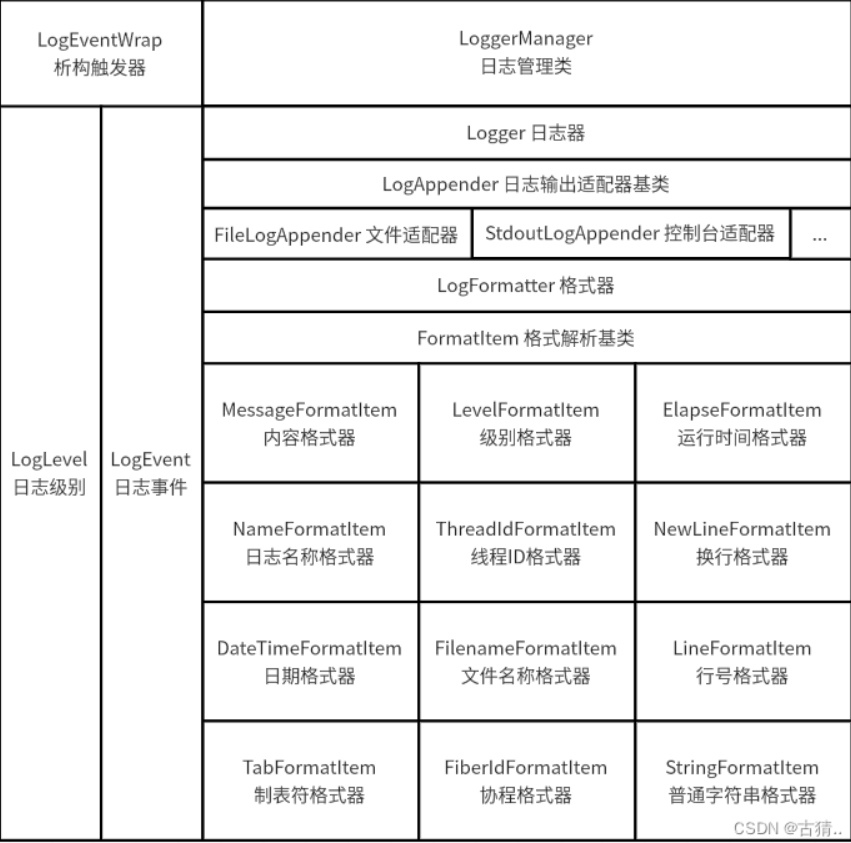 LogEventWrap
析构触发器
LoggerManager
日志管理类
LogLevel
日志级别
LogEvent
日志事件
Logger 日志器
LogAppender 日志输出适配器基类
FileLogAppender 文件适配器
StdoutLogAppender 控制台适配器
...
LogFormatter 格式器
FormatItem 格式解析基类
MessageFormatItem
内容格式器
LevelFormatItem
级别格式器
ElapseFormatItem
运行时间格式器
NameFormatItem
日志名称格式器
ThreadIdFormatItem
线程ID格式器
NewLineFormatItem
换行格式器
DateTimeFormatItem
日期格式器
FilenameFormatItem
文件名称格式器
LineFormatItem
行号格式器
TabFormatItem
制表符格式器
FiberIdFormatItem
协程格式器
StringFormatItem
普通字符串格式器
CSDN @古猜..